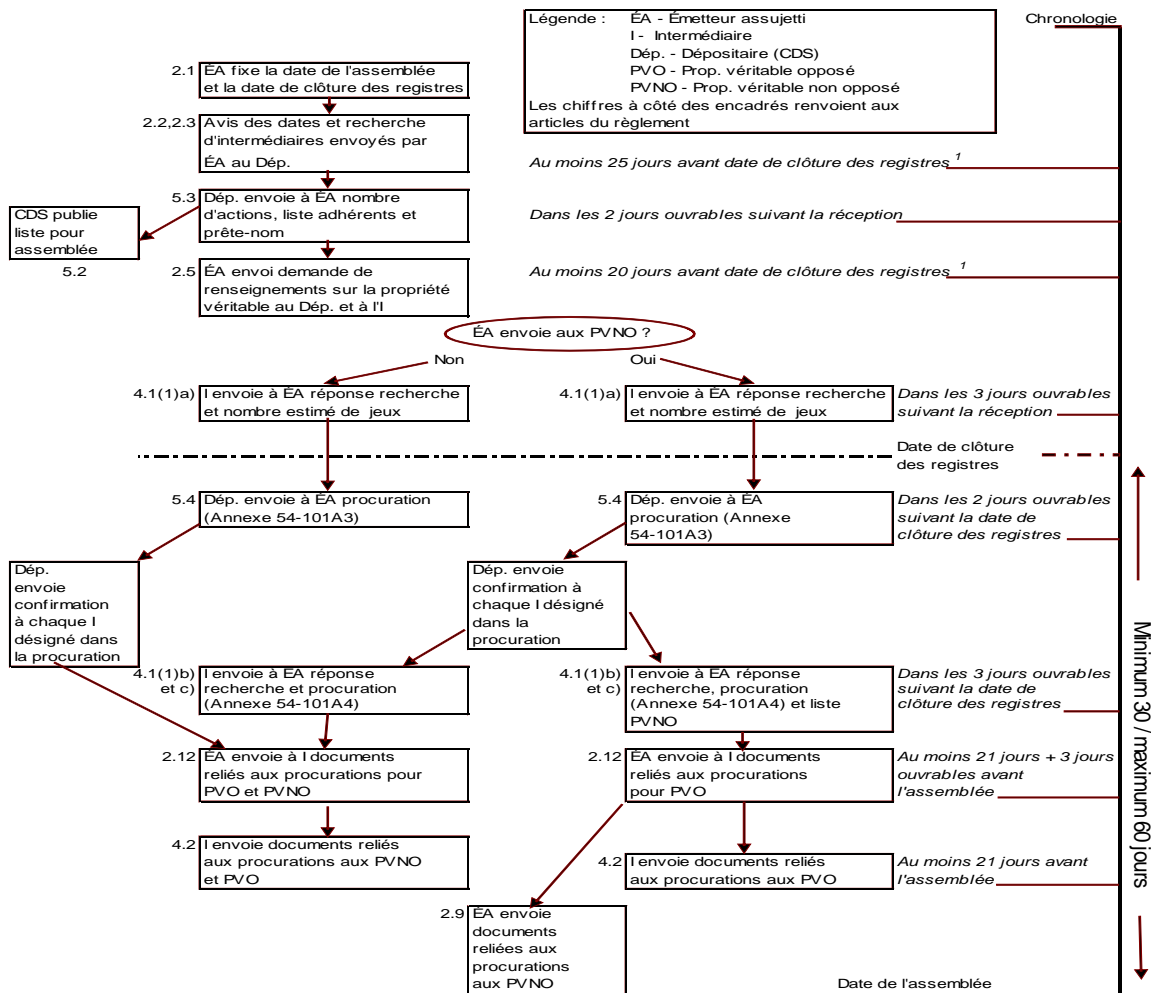 Légende : ÉA - Émetteur assujetti
I - Intermédiaire
Dép. - Dépositaire (CDS)
PVO - Prop. véritable opposé
PVNO - Prop. véritable non opposé
Les chiffres à côté des encadrés renvoient aux
articles du règlement
Chronologie
2.1 ÉA fixe la date de l'assemblée
et la date de clôture des registres
2.2,2.3 Avis des dates et recherche
d'intermédiaires envoyés par
ÉA au Dép.
Au moins 25 jours avant date de clôture des registres 1
5.3 Dép. envoie à ÉA nombre
d'actions, liste adhérents et
prête-nom
Dans les 2 jours ouvrables suivant la réception
CDS publie
liste pour
assemblée
5.2
2.5 ÉA envoi demande de
renseignements sur la propriété
véritable au Dép. et à l'I
Au moins 20 jours avant date de clôture des registres 1
ÉA envoie aux PVNO ?
Non
Oui
4.1(1)a) I envoie à ÉA réponse recherche
et nombre estimé de jeux
4.1(1)a) I envoie à ÉA réponse recherche
et nombre estimé de jeux
Dans les 3 jours ouvrables
suivant la réception
Date de clôture
des registres
5.4 Dép. envoie à ÉA procuration
(Annexe 54-101A3)
5.4 Dép. envoie à ÉA
procuration (Annexe
54-101A3)
Dans les 2 jours ouvrables
suivant la date de
clôture des registres
Dép.
envoie
confirmation
à chaque I
désigné dans
la procuration
Dép. envoie
confirmation à
chaque I désigné
dans la
procuration
4.1(1)b) et c) I envoie à ÉA réponse
recherche et procuration
(Annexe 54-101A4)
4.1(1)b) et c) I envoie à ÉA réponse
recherche, procuration
(Annexe 54-101A4) et liste
PVNO
Dans les 3 jours ouvrables
suivant la date de
clôture des registres
2.12 ÉA envoie à I documents
reliés aux procurations pour
PVO et PVNO
2.12 ÉA envoie à I documents
reliés aux procurations
pour PVO
Au moins 21 jours + 3 jours
ouvrables avant
l'assemblée
4.2 I envoie documents reliés
aux procurations aux PVNO
et PVO
4.2 I envoie documents reliés
aux procurations aux PVO
Au moins 21 jours avant
l'assemblée
2.9 ÉA envoie
documents
reliées aux
procurations
aux PVNO
Date de l'assemblée
Minimum 30 / maximum 60 jours